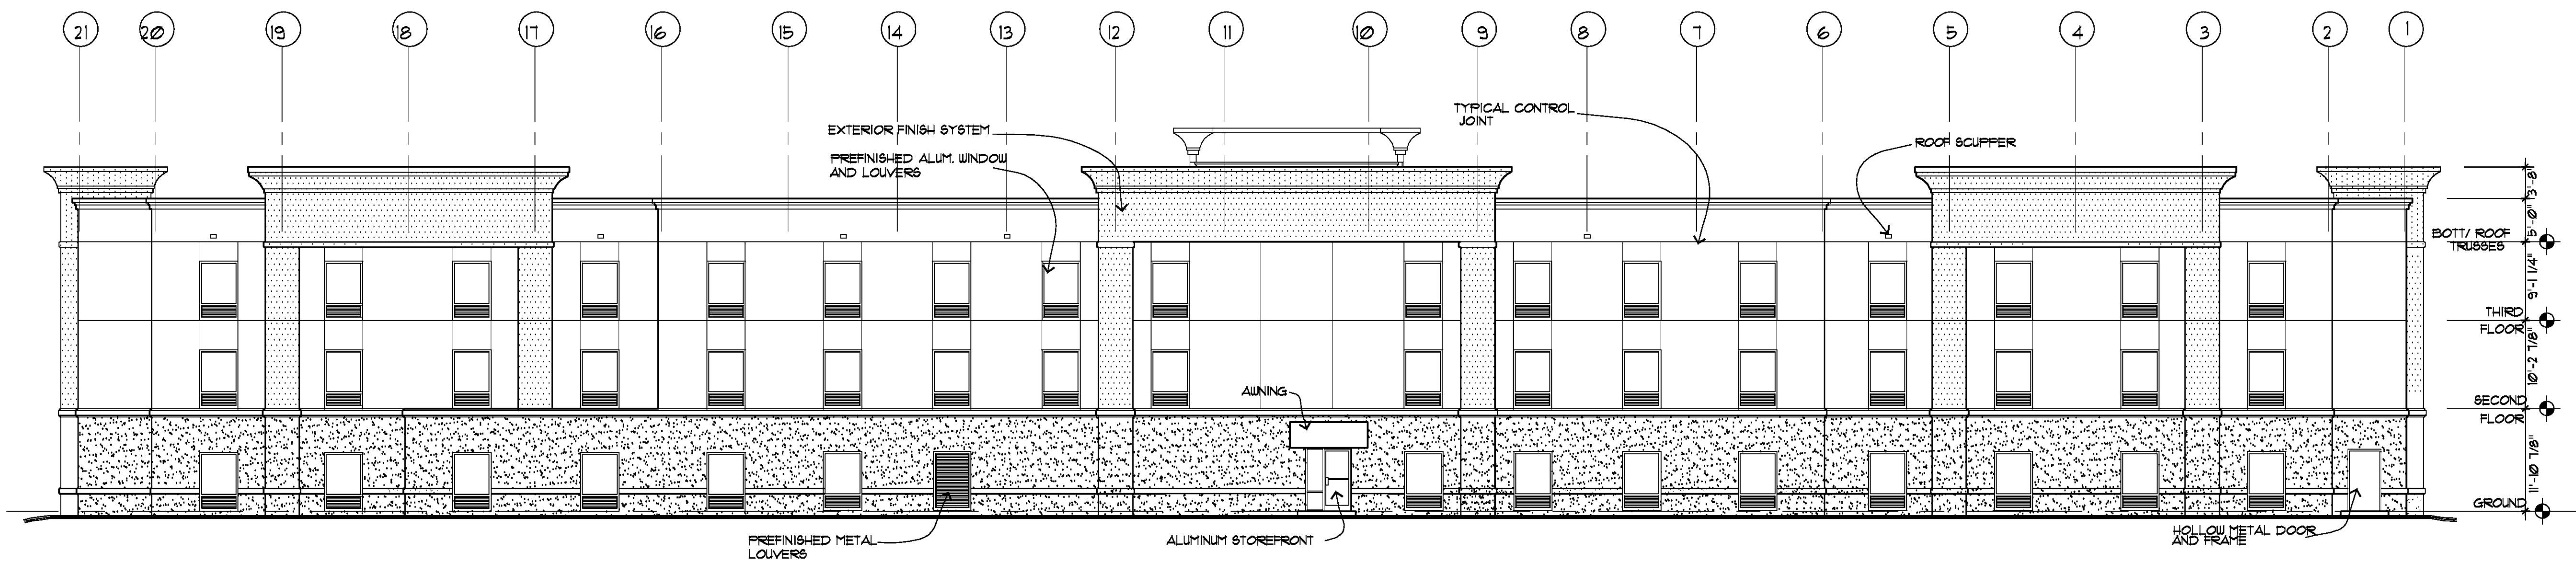 21 20 19 18 17 16 15 14 13 12 11 10 9 8 7 6 5 4 3 2 1
TYPICAL CONTROL
JOINT
EXTERIOR FINISH SYSTEM
PREFINISHED ALUM. WINDOW
AND LOUVERS
ROOF SCUPPER
3'-8"
5'-0"
BOTT/ ROOF
TRUSSES
9'-1 1/4"
THIRD
FLOOR
10'-2 7/8"
AWNING
SECOND
FLOOR
11'-10 7/8"
GROUND
PREFINISHED METAL
LOUVERS
ALUMINUM STOREFRONT
HOLLOW METAL DOOR
AND FRAME